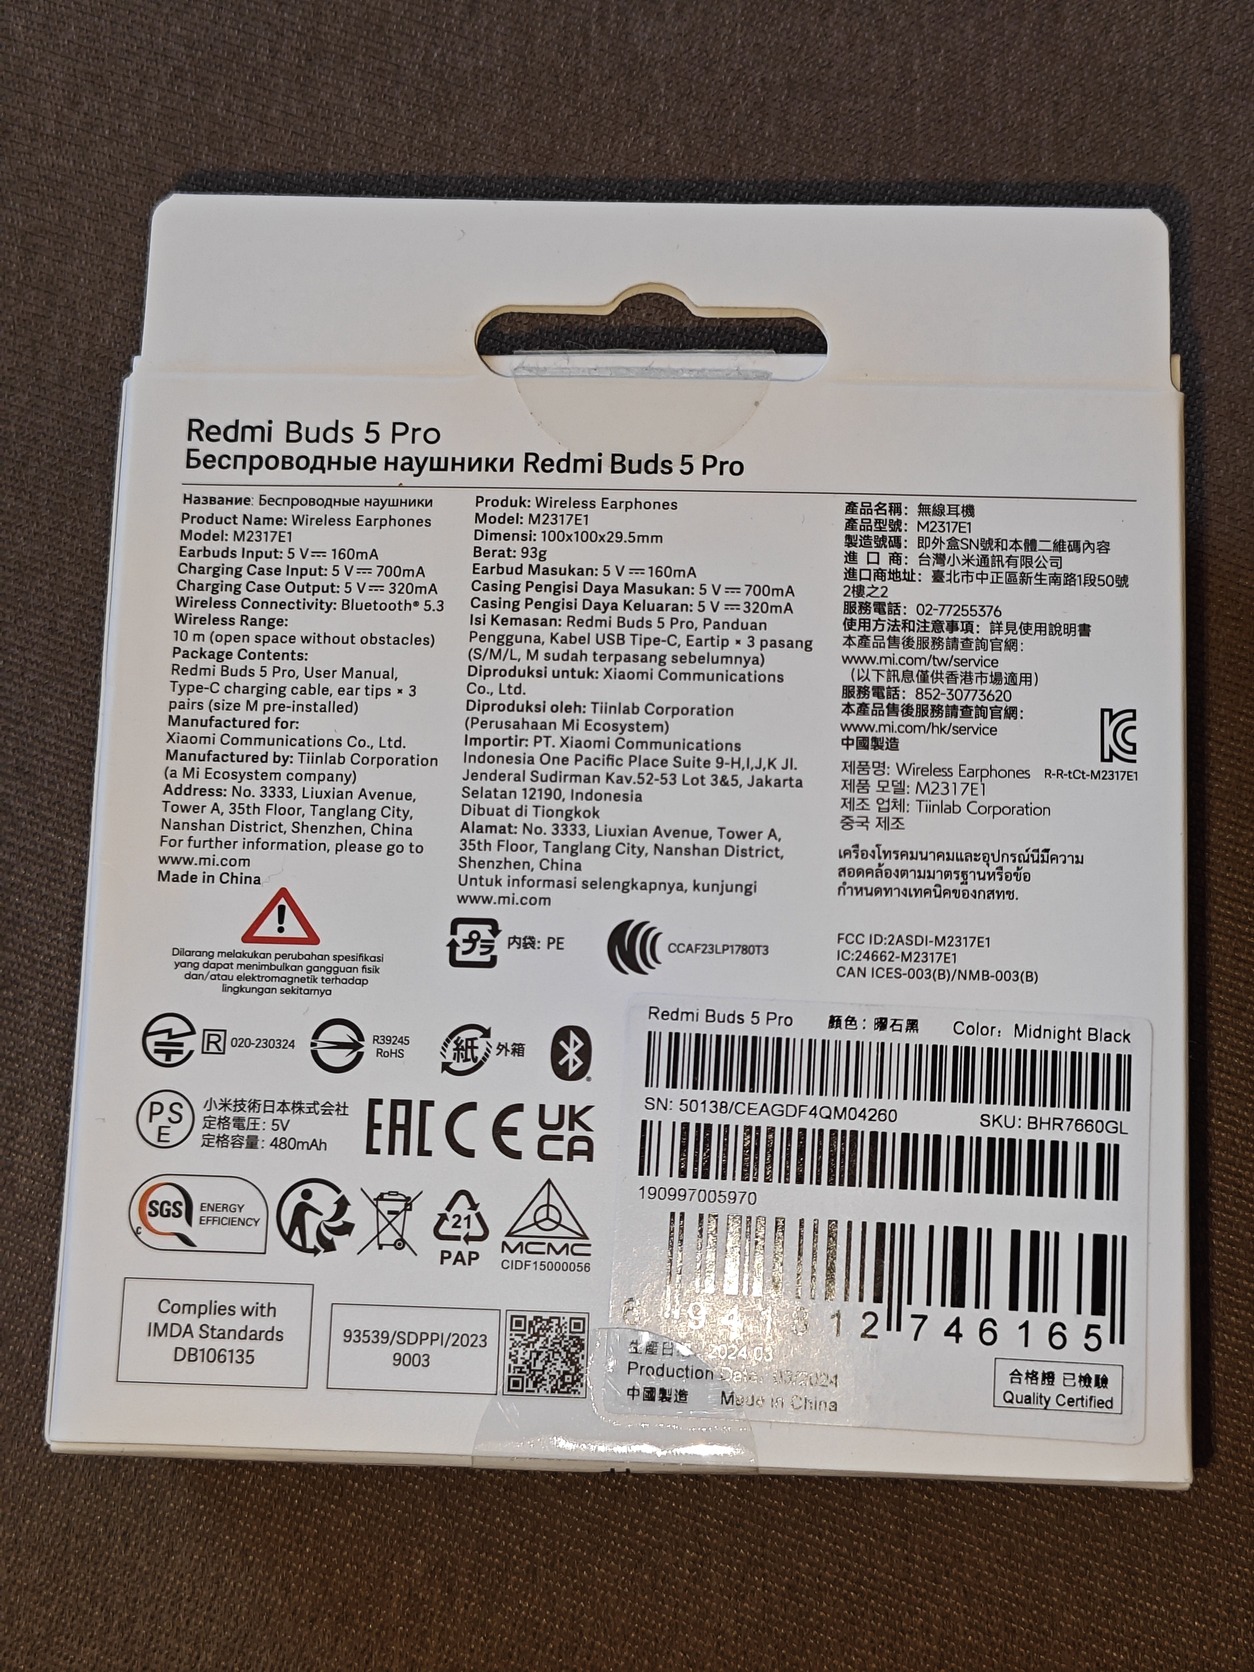 Redmi Buds 5 Pro
Беспроводные наушники Redmi Buds 5 Pro
Название: Беспроводные наушники
Product Name: Wireless Earphones
Model: M2317E1
Earbuds Input: 5 V⎓ 160mA
Charging Case Input: 5 V⎓ 700mA
Charging Case Output: 5 V⎓ 320mA
Wireless Connectivity: Bluetooth® 5.3
Wireless Range:
10 m (open space without obstacles)
Package Contents:
Redmi Buds 5 Pro, User Manual,
Type-C charging cable, ear tips × 3
pairs (size M pre-installed)
Manufactured for:
Xiaomi Communications Co., Ltd.
Manufactured by: Tiinlab Corporation
(a Mi Ecosystem company)
Address: No. 3333, Liuxian Avenue,
Tower A, 35th Floor, Tanglang City,
Nanshan District, Shenzhen, China
For further information, please go to
www.mi.com
Made in China
Dilarang melakukan perubahan spesifikasi
yang dapat menimbulkan gangguan fisik
dan/atau elektromagnetik terhadap
lingkungan sekitarnya
Produk: Wireless Earphones
Model: M2317E1
Dimensi: 100x100x29.5mm
Berat: 93g
Earbud Masukan: 5 V⎓160mA
Casing Pengisi Daya Masukan: 5 V⎓700mA
Casing Pengisi Daya Keluaran: 5 V⎓320mA
Isi Kemasan: Redmi Buds 5 Pro, Panduan
Pengguna, Kabel USB Tipe-C, Eartip × 3 pasang
(S/M/L, M sudah terpasang sebelumnya)
Diproduksi untuk: Xiaomi Communications
Co., Ltd.
Diproduksi oleh: Tiinlab Corporation
(Perusahaan Mi Ecosystem)
Importir: PT. Xiaomi Communications
Indonesia One Pacific Place Suite 9-H,I,J,K Jl.
Jenderal Sudirman Kav.52-53 Lot 3&5, Jakarta
Selatan 12190, Indonesia
Dibuat di Tiongkok
Alamat: No. 3333, Liuxian Avenue, Tower A,
35th Floor, Tanglang City, Nanshan District,
Shenzhen, China
Untuk informasi selengkapnya, kunjungi
www.mi.com
プラ 内袋: PE
CCAF23LP1780T3
產品名稱：無線耳機
產品型號：M2317E1
製造號碼：即外盒SN號和本體二維碼內容
進 口 商：台灣小米通訊有限公司
進口商地址：臺北市中正區新生南路1段50號
2樓之2
服務電話：02-77255376
使用方法和注意事項：詳見使用說明書
本產品售後服務請查詢官網：
www.mi.com/tw/service
（以下訊息僅供香港市場適用）
服務電話：852-30773620
本產品售後服務請查詢官網：
www.mi.com/hk/service
中國製造
R-R-tCt-M2317E1
제품명: Wireless Earphones
제품 모델: M2317E1
제조 업체: Tiinlab Corporation
중국 제조
เครื่องโทรคมนาคมและอุปกรณ์นี้มีความ
สอดคล้องตามมาตรฐานหรือข้อ
กำหนดทางเทคนิคของกสทช.
FCC ID:2ASDI-M2317E1
IC:24662-M2317E1
CAN ICES-003(B)/NMB-003(B)
R 020-230324
R39245
RoHS
紙 外箱
PS
E
小米技術日本株式会社
定格電圧: 5V
定格容量: 480mAh
EAC CE UK
CA
SGS ENERGY
EFFICIENCY
c
21
PAP
MCMC
CIDF15000056
Complies with
IMDA Standards
DB106135
93539/SDPPI/2023
9003
Redmi Buds 5 Pro 顏色：曜石黑 Color: Midnight Black
SN: 50138/CEAGDF4QM04260 SKU: BHR7660GL
190997005970
6 941812 746165
生產日 2024.03
Production Date: 03/2024
中國製造 Made in China
合格證 已檢驗
Quality Certified